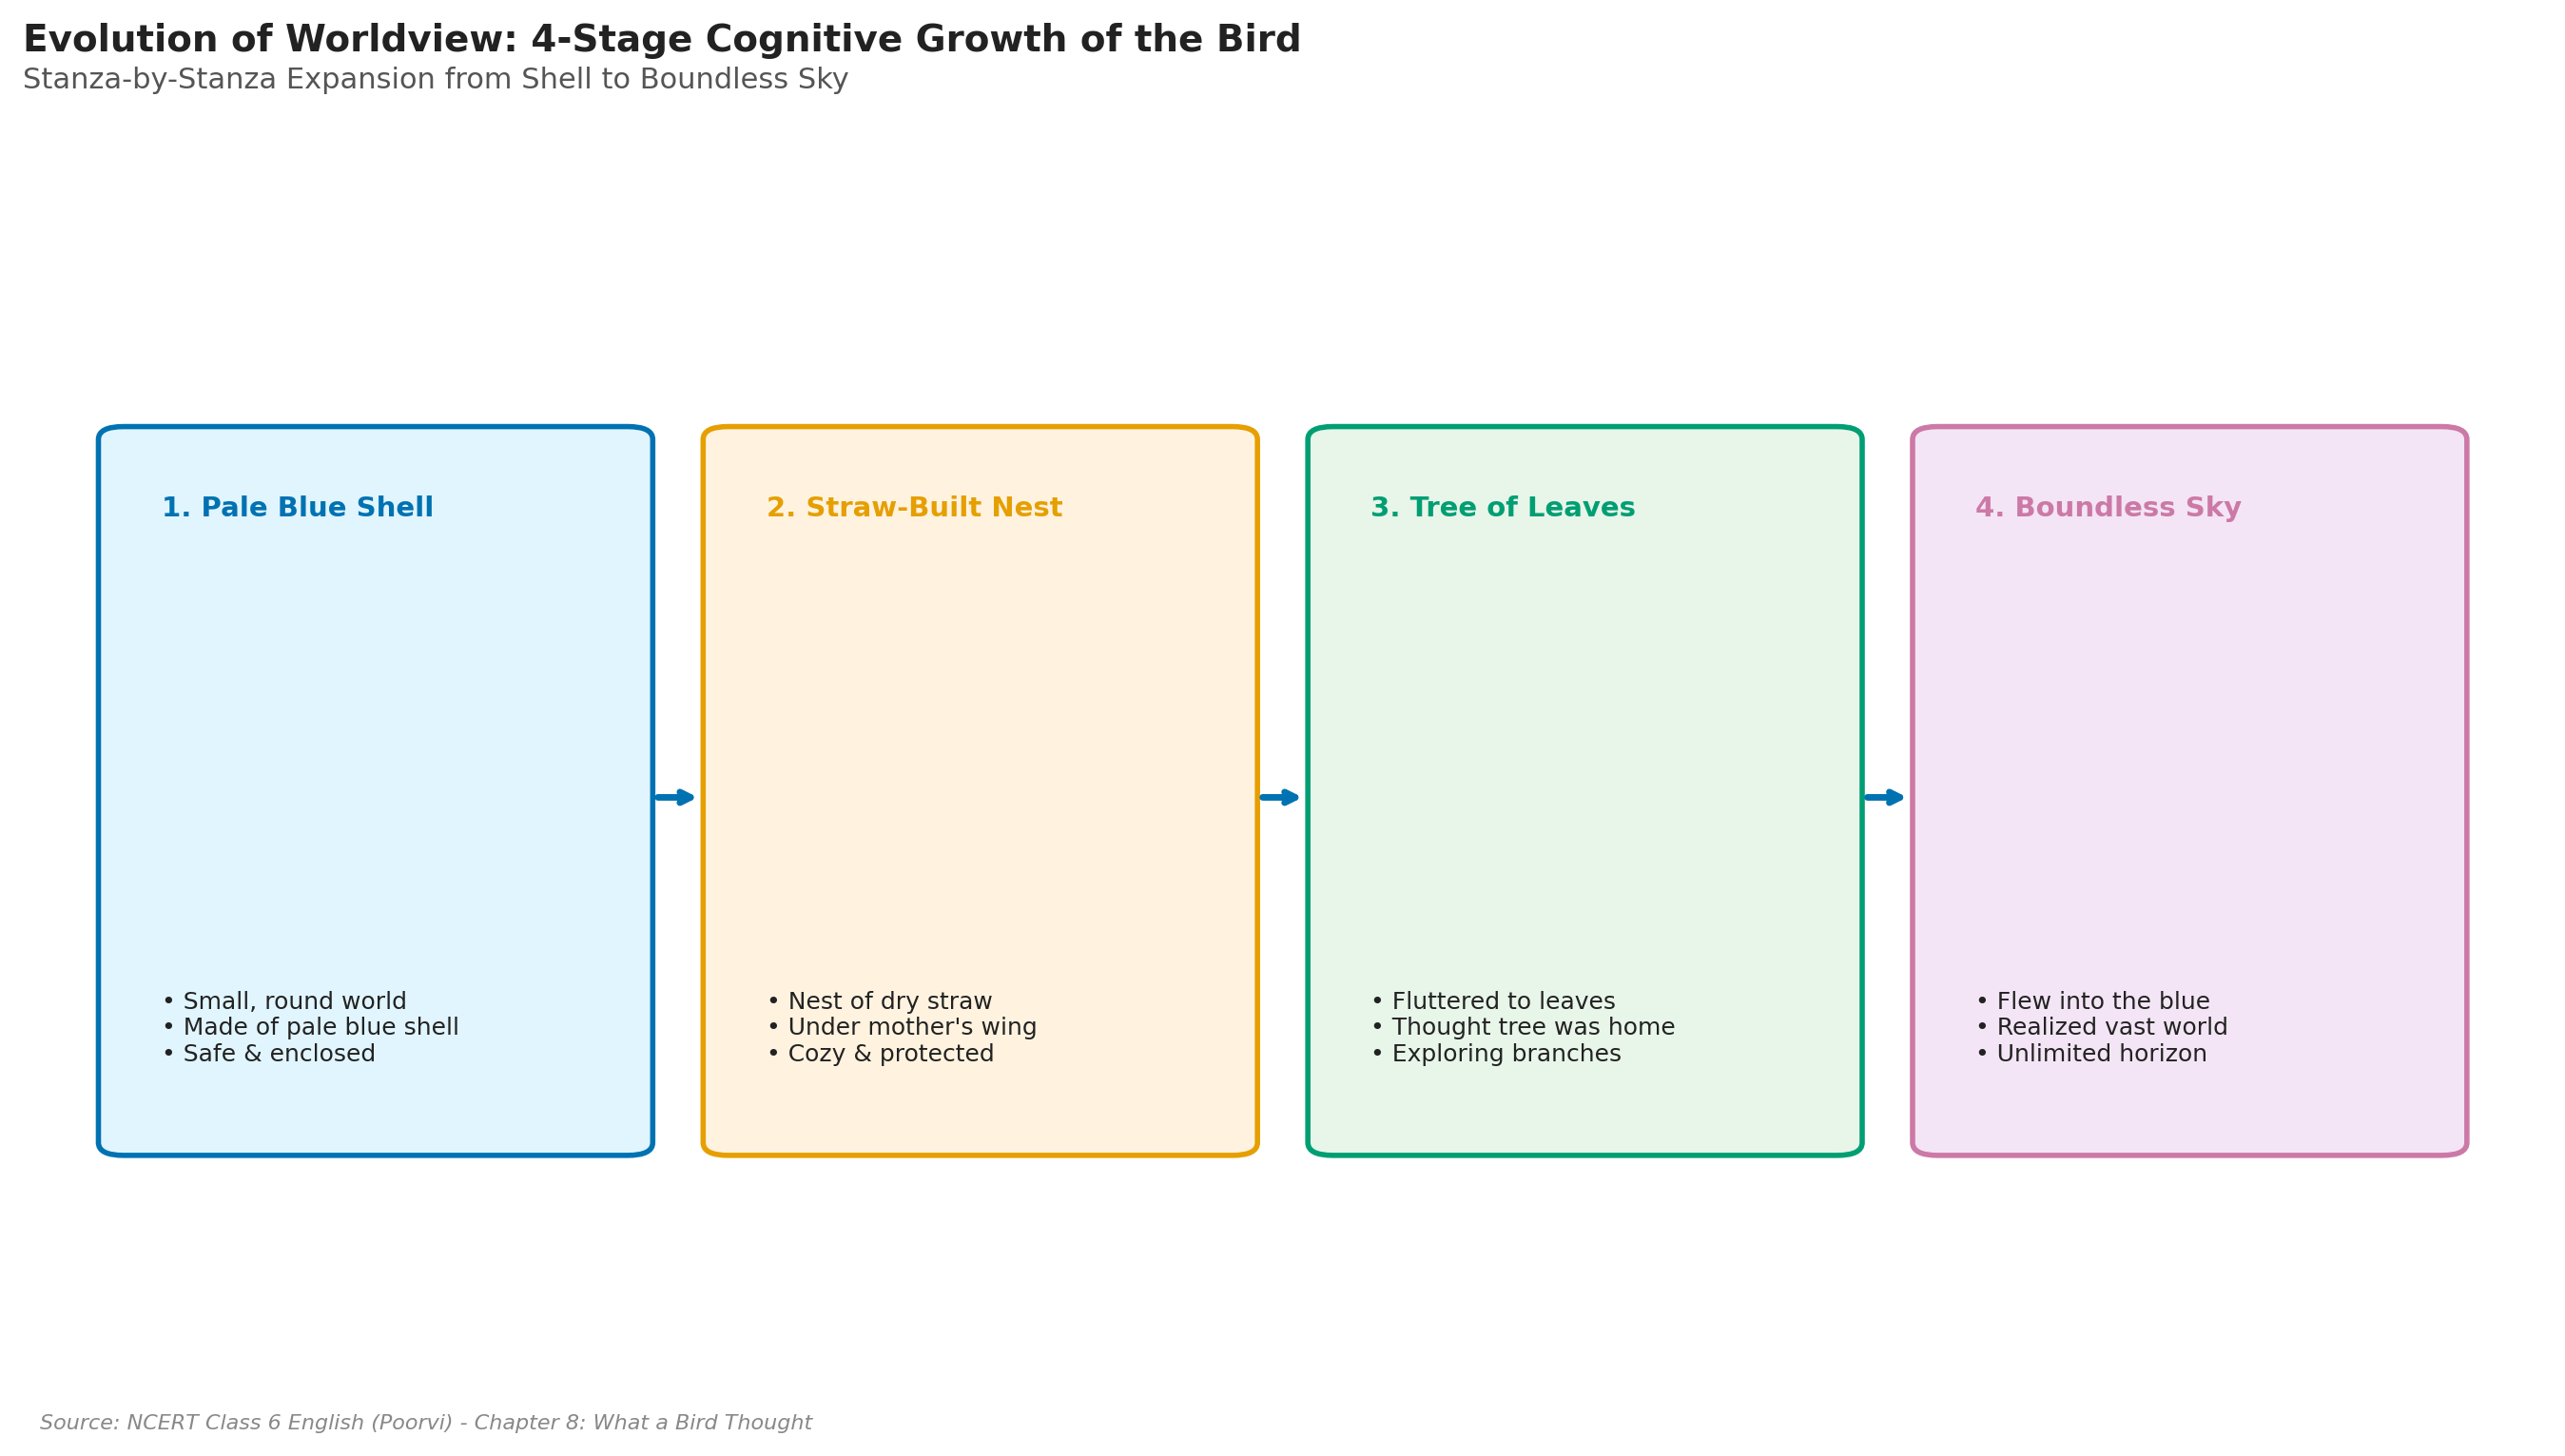 Evolution of Worldview: 4-Stage Cognitive Growth of the Bird
Stanza-by-Stanza Expansion from Shell to Boundless Sky
1. Pale Blue Shell
• Small, round world
• Made of pale blue shell
• Safe & enclosed
2. Straw-Built Nest
• Nest of dry straw
• Under mother's wing
• Cozy & protected
3. Tree of Leaves
• Fluttered to leaves
• Thought tree was home
• Exploring branches
4. Boundless Sky
• Flew into the blue
• Realized vast world
• Unlimited horizon
Source: NCERT Class 6 English (Poorvi) - Chapter 8: What a Bird Thought